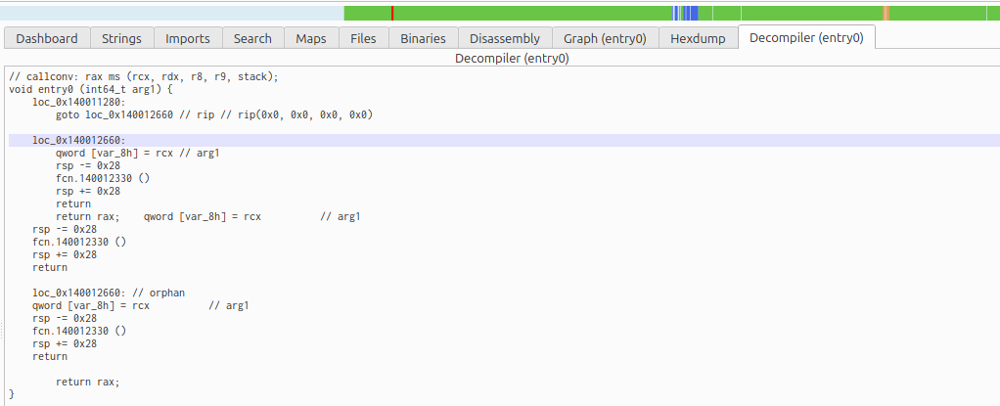 Dashboard Strings Imports Search Maps Files Binaries Disassembly Graph (entry0) Hexdump Decompiler (entry0)
Decompiler (entry0)
// callconv: rax ms (rcx, rdx, r8, r9, stack);
void entry0 (int64_t arg1) {
    loc_0x140011280:
        goto loc_0x140012660 // rip // rip(0x0, 0x0, 0x0, 0x0)
    loc_0x140012660:
        qword [var_8h] = rcx // arg1
        rsp -= 0x28
        fcn.140012330 ()
        rsp += 0x28
        return
        return rax;    qword [var_8h] = rcx          // arg1
    rsp -= 0x28
    fcn.140012330 ()
    rsp += 0x28
    return
    loc_0x140012660: // orphan
    qword [var_8h] = rcx          // arg1
    rsp -= 0x28
    fcn.140012330 ()
    rsp += 0x28
    return
        return rax;
}